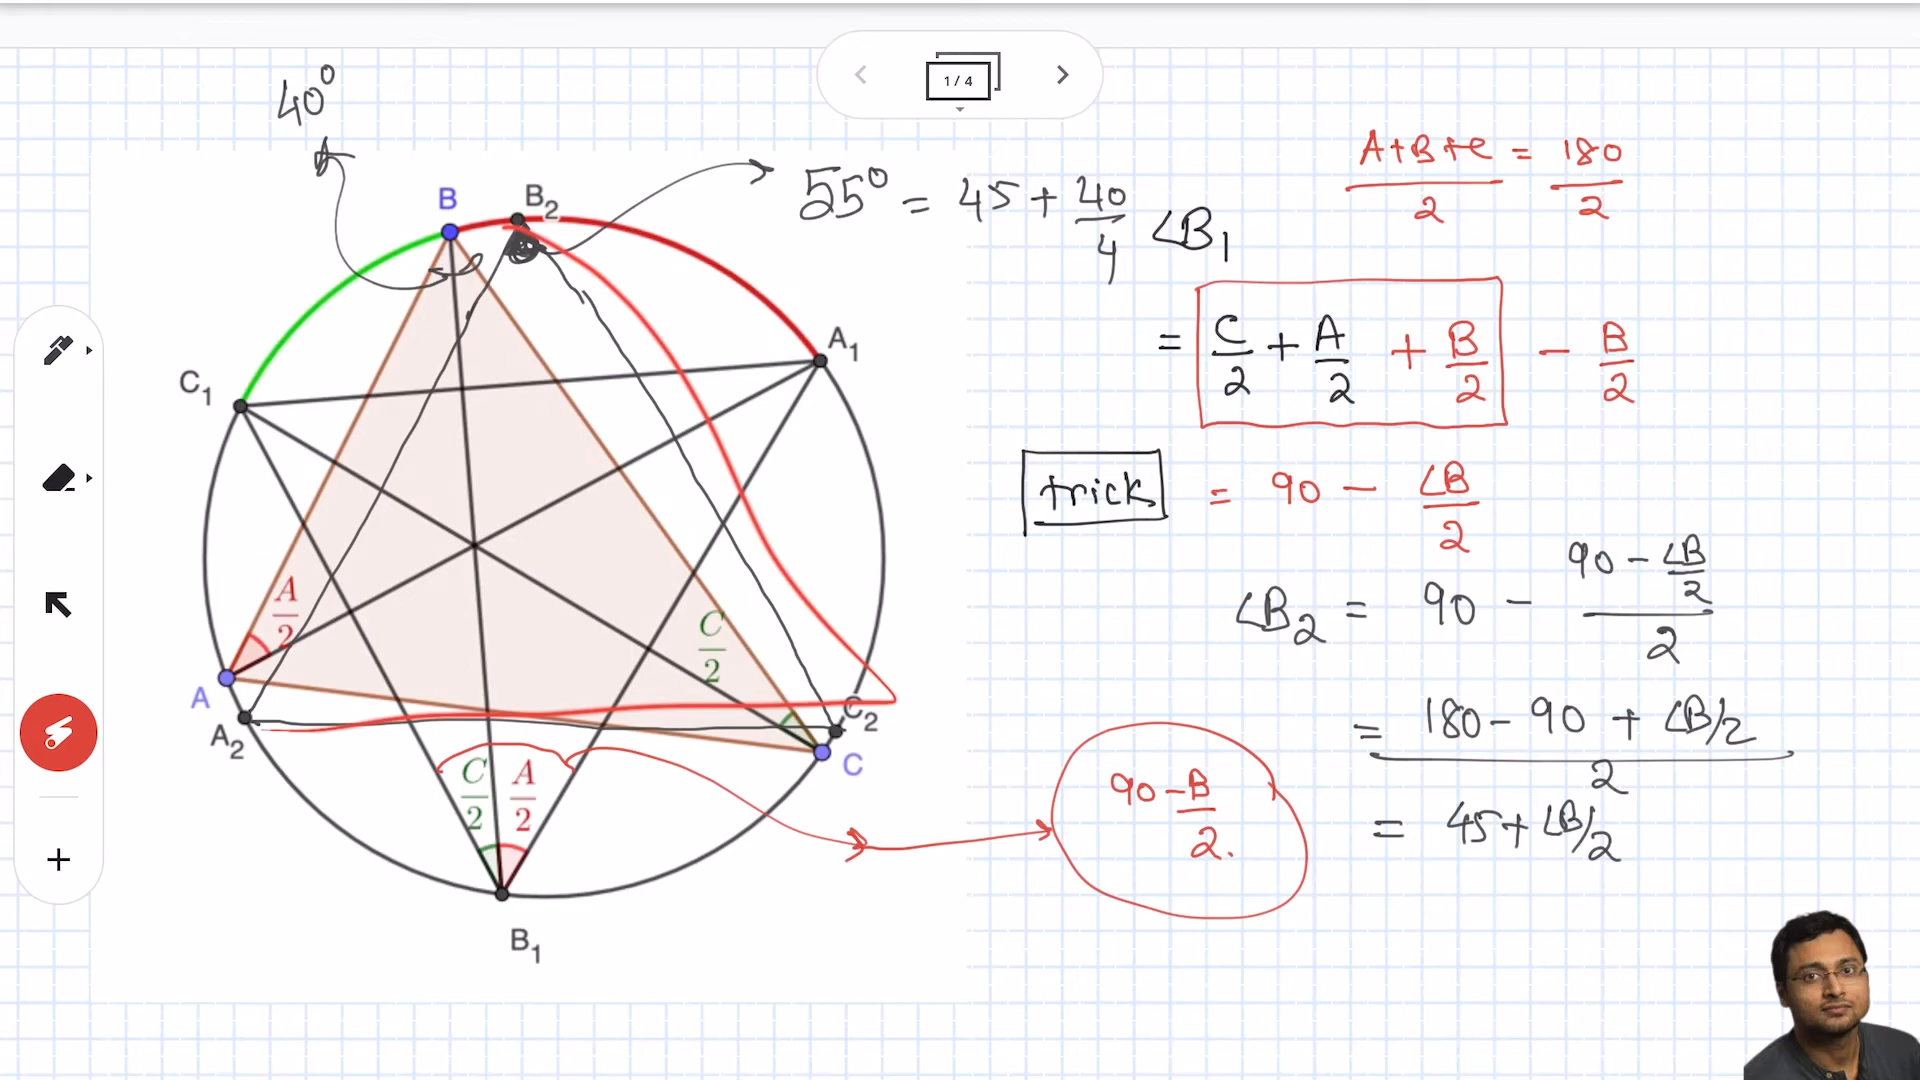 1 / 4
40°
A+B+C = 180
2 2
B
B₂
55° = 45 + 40/4
∠B₁
A₁
C₁
= C/2 + A/2 + B/2 - B/2
trick
= 90 - ∠B/2
∠B₂ = 90 - (90 - ∠B/2)/2
A/2
C/2
A
A₂
C₂
C
= 180 - 90 + ∠B/2
2
C/2 A/2
90 - B/2.
= 45 + ∠B/2
B₁